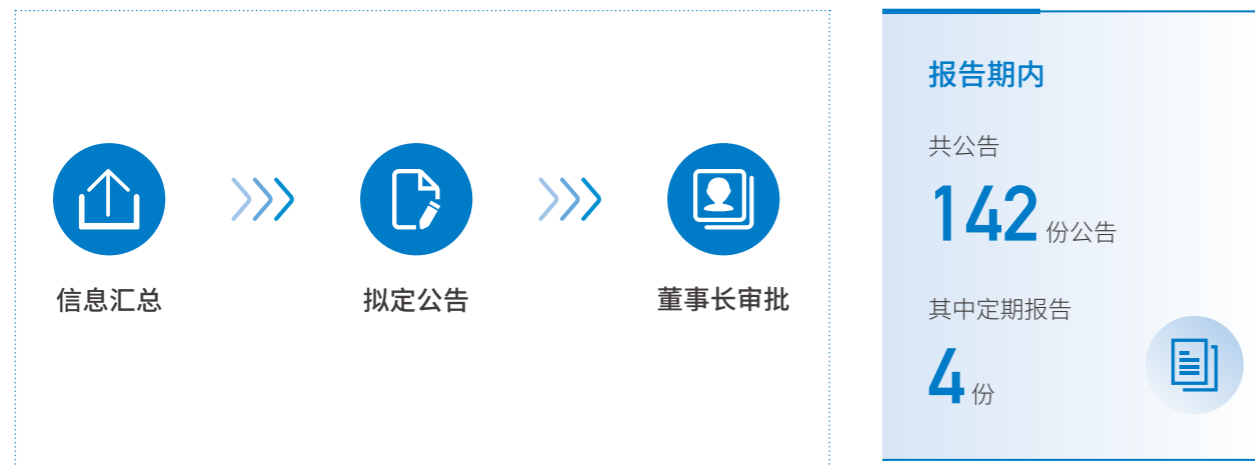 信息汇总
拟定公告
董事长审批
报告期内
共公告
142 份公告
其中定期报告
4 份